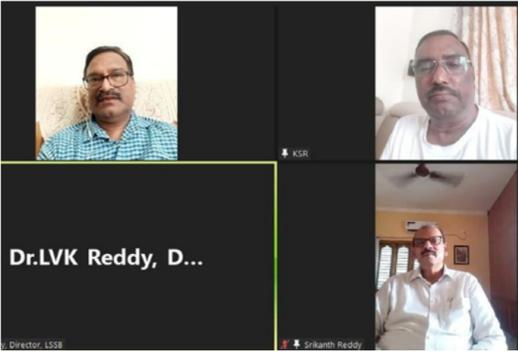 KSR
Dr.LVK Reddy, D...
y, Director, LSSB
Srikanth Reddy